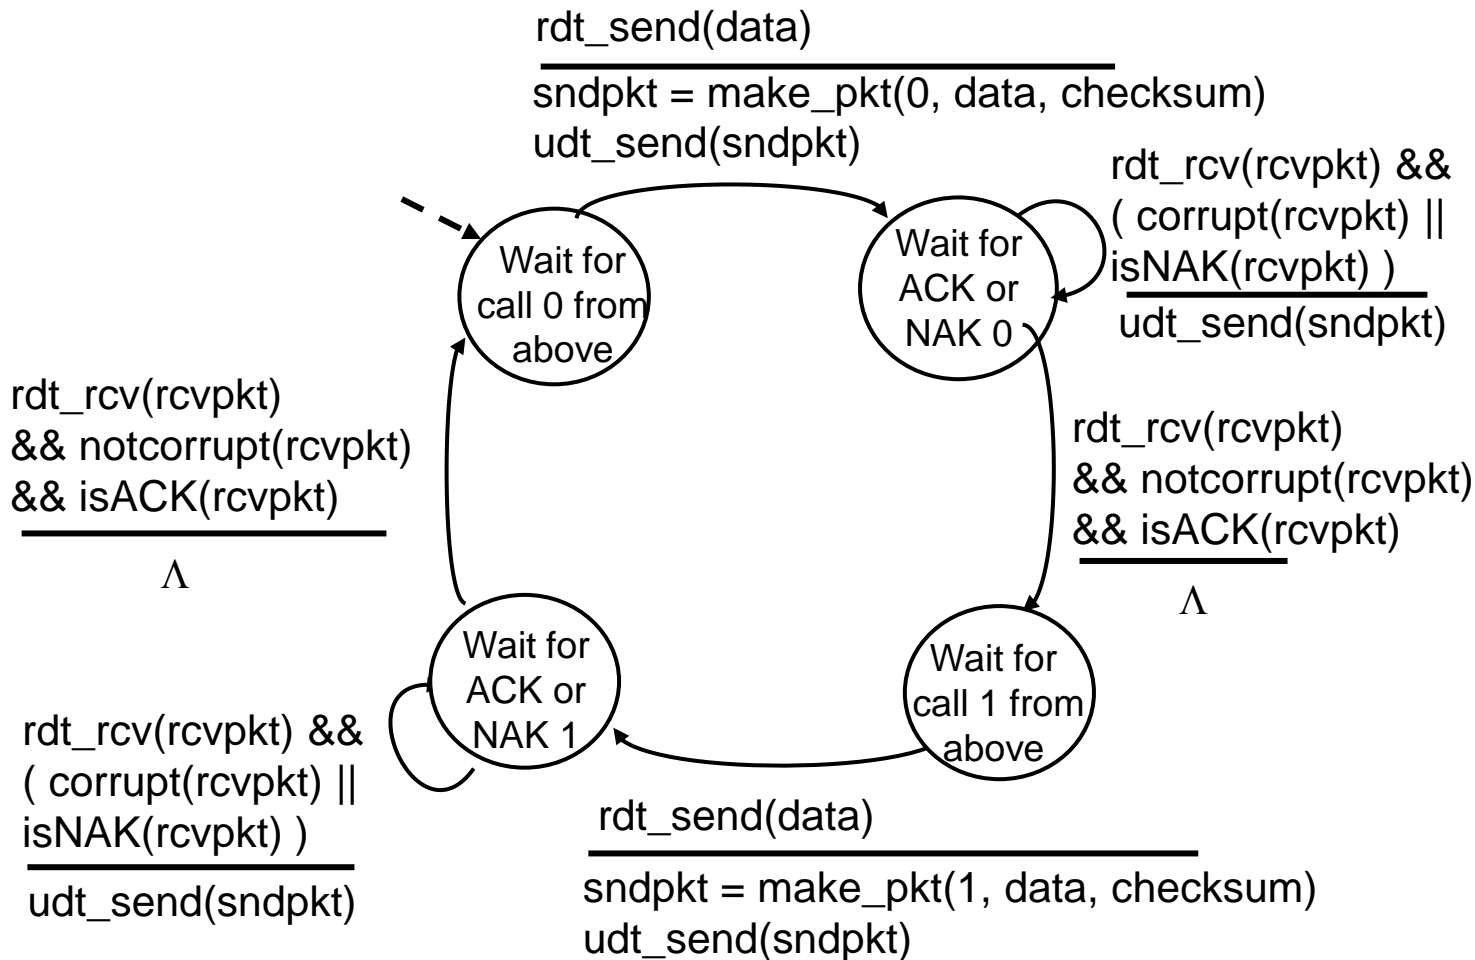 rdt_send(data)
sndpkt = make_pkt(0, data, checksum)
udt_send(sndpkt)
rdt_rcv(rcvpkt) &&
( corrupt(rcvpkt) ||
isNAK(rcvpkt) )
udt_send(sndpkt)
Wait for
call 0 from
above
Wait for
ACK or
NAK 0
rdt_rcv(rcvpkt)
&& notcorrupt(rcvpkt)
&& isACK(rcvpkt)
Λ
rdt_rcv(rcvpkt)
&& notcorrupt(rcvpkt)
&& isACK(rcvpkt)
Λ
Wait for
ACK or
NAK 1
Wait for
call 1 from
above
rdt_rcv(rcvpkt) &&
( corrupt(rcvpkt) ||
isNAK(rcvpkt) )
udt_send(sndpkt)
rdt_send(data)
sndpkt = make_pkt(1, data, checksum)
udt_send(sndpkt)